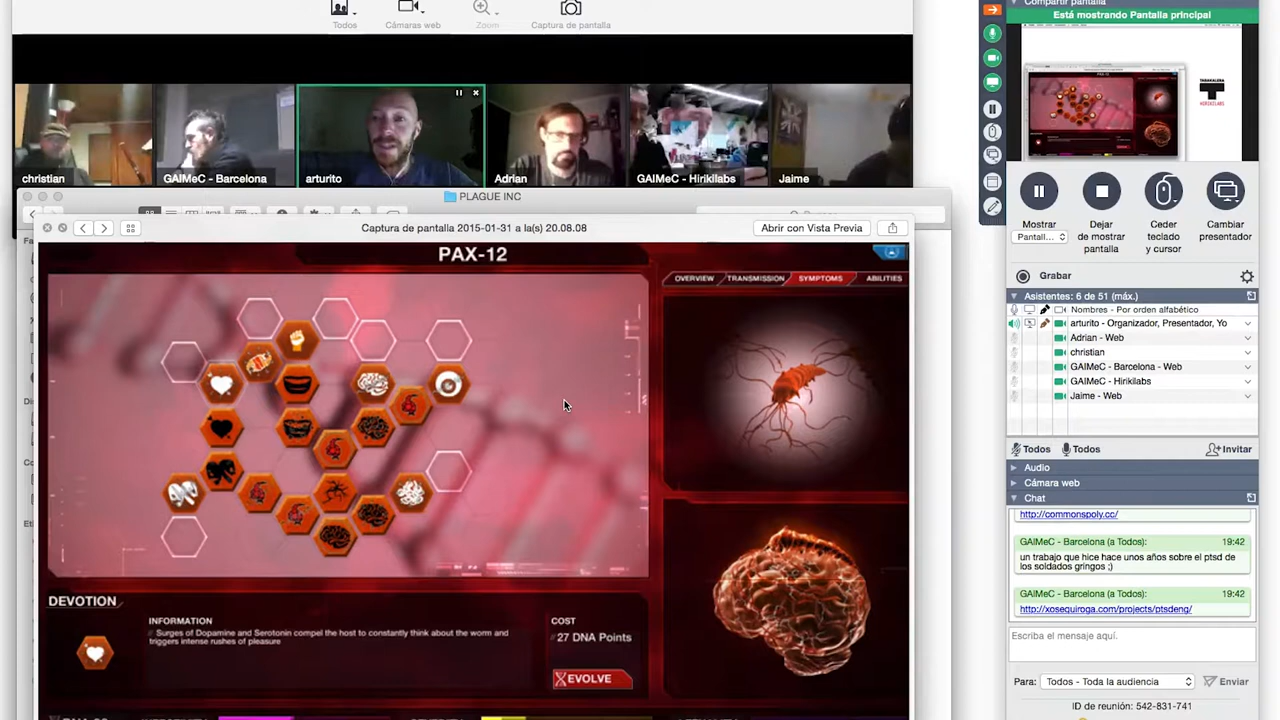 Todos
Cámaras web
Zoom
Captura de pantalla
christian
GAIMeC - Barcelona
arturito
Adrian
GAIMeC - Hirikilabs
Jaime
PLAGUE INC
Captura de pantalla 2015-01-31 a la(s) 20.08.08
Abrir con Vista Previa
PAX-12
OVERVIEW
TRANSMISSION
SYMPTOMS
ABILITIES
DEVOTION
INFORMATION
Surges of Dopamine and Serotonin compel the host to constantly think about the worm and
triggers intense rushes of pleasure
COST
27 DNA Points
EVOLVE
Compartir pantalla
Está mostrando Pantalla principal
PAX-12
TABAKALERA
HIRIKILABS
Mostrar
Pantall...
Dejar
de mostrar
pantalla
Ceder
teclado
y cursor
Cambiar
presentador
Grabar
Asistentes: 6 de 51 (máx.)
Nombres - Por orden alfabético
arturito - Organizador, Presentador, Yo
Adrian - Web
christian
GAIMeC - Barcelona - Web
GAIMeC - Hirikilabs
Jaime - Web
Todos
Todos
Invitar
Audio
Cámara web
Chat
http://commonspoly.cc/
GAIMeC - Barcelona (a Todos): 19:42
un trabajo que hice hace unos años sobre el ptsd de
los soldados gringos ;)
GAIMeC - Barcelona (a Todos): 19:42
http://xosequiroga.com/projects/ptsdeng/
Escriba el mensaje aquí.
Para:
Todos - Toda la audiencia
Enviar
ID de reunión: 542-831-741